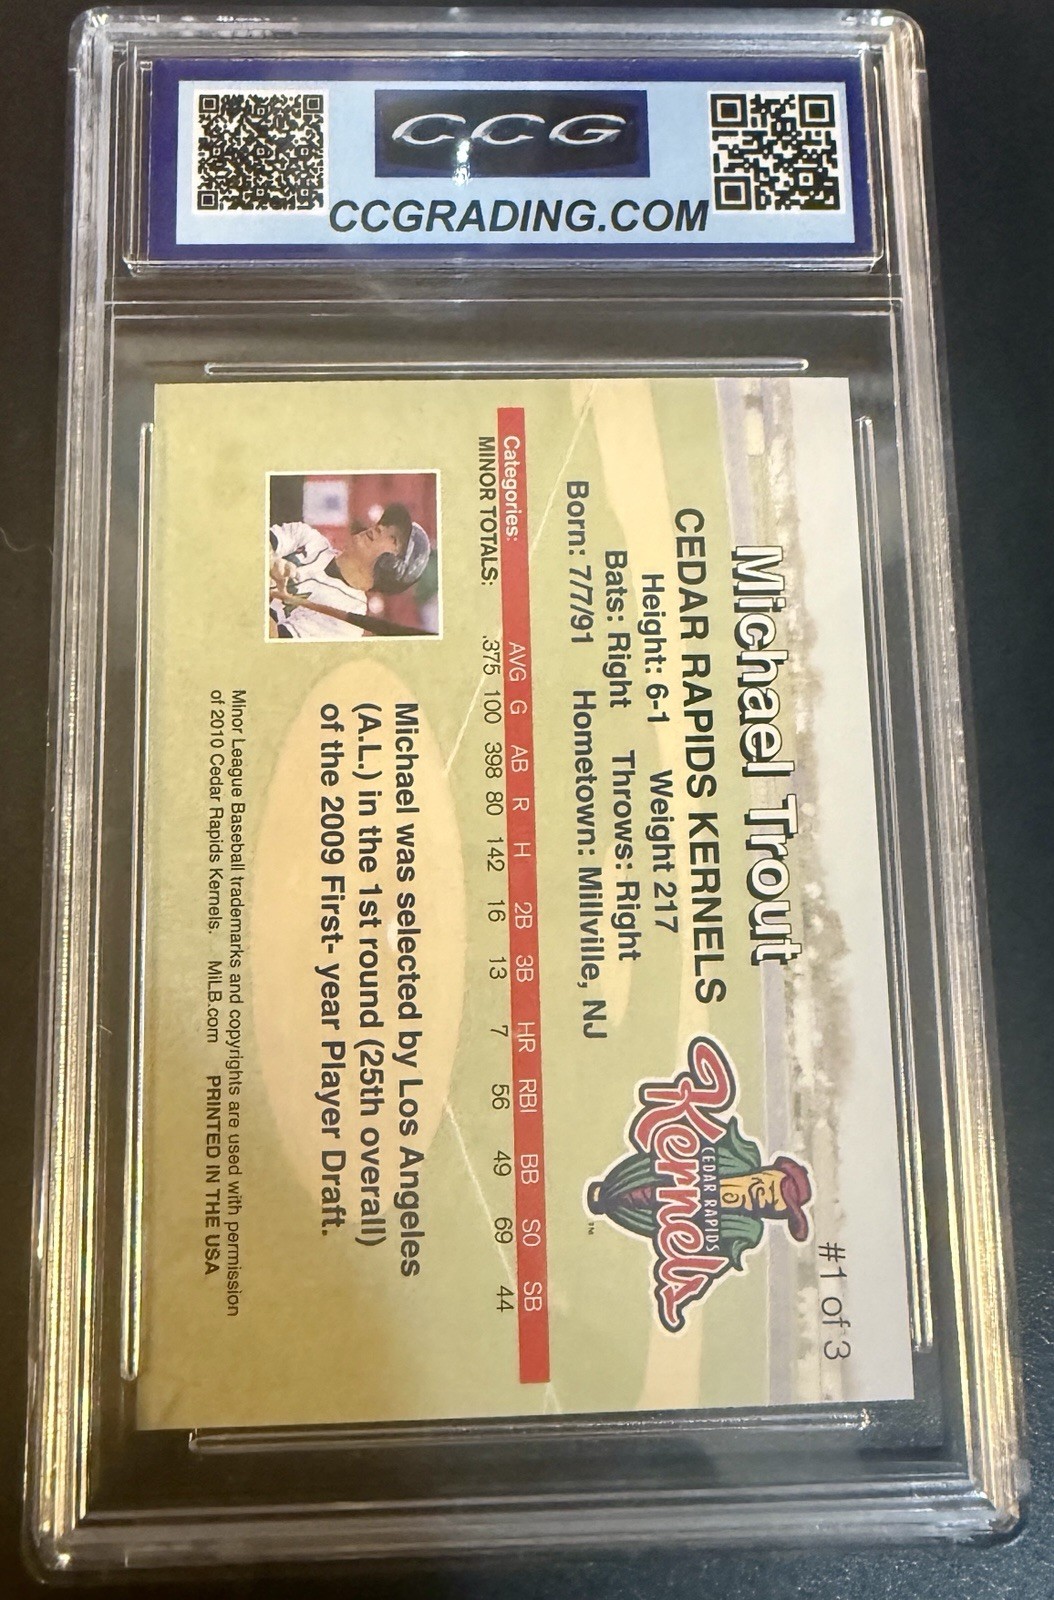 CCG
CCGRADING.COM
#1 of 3
Michael Trout
CEDAR RAPIDS KERNELS
Height: 6-1 Weight 217
Bats: Right Throws: Right
Born: 7/7/91 Hometown: Millville, NJ
CEDAR RAPIDS
Kernels
TM
Categories: AVG G AB R H 2B 3B HR RBI BB SO SB
MINOR TOTALS: .375 100 398 80 142 16 13 7 56 49 69 44
Michael was selected by Los Angeles
(A.L.) in the 1st round (25th overall)
of the 2009 First- year Player Draft.
Minor League Baseball trademarks and copyrights are used with permission
of 2010 Cedar Rapids Kernels. MiLB.com PRINTED IN THE USA